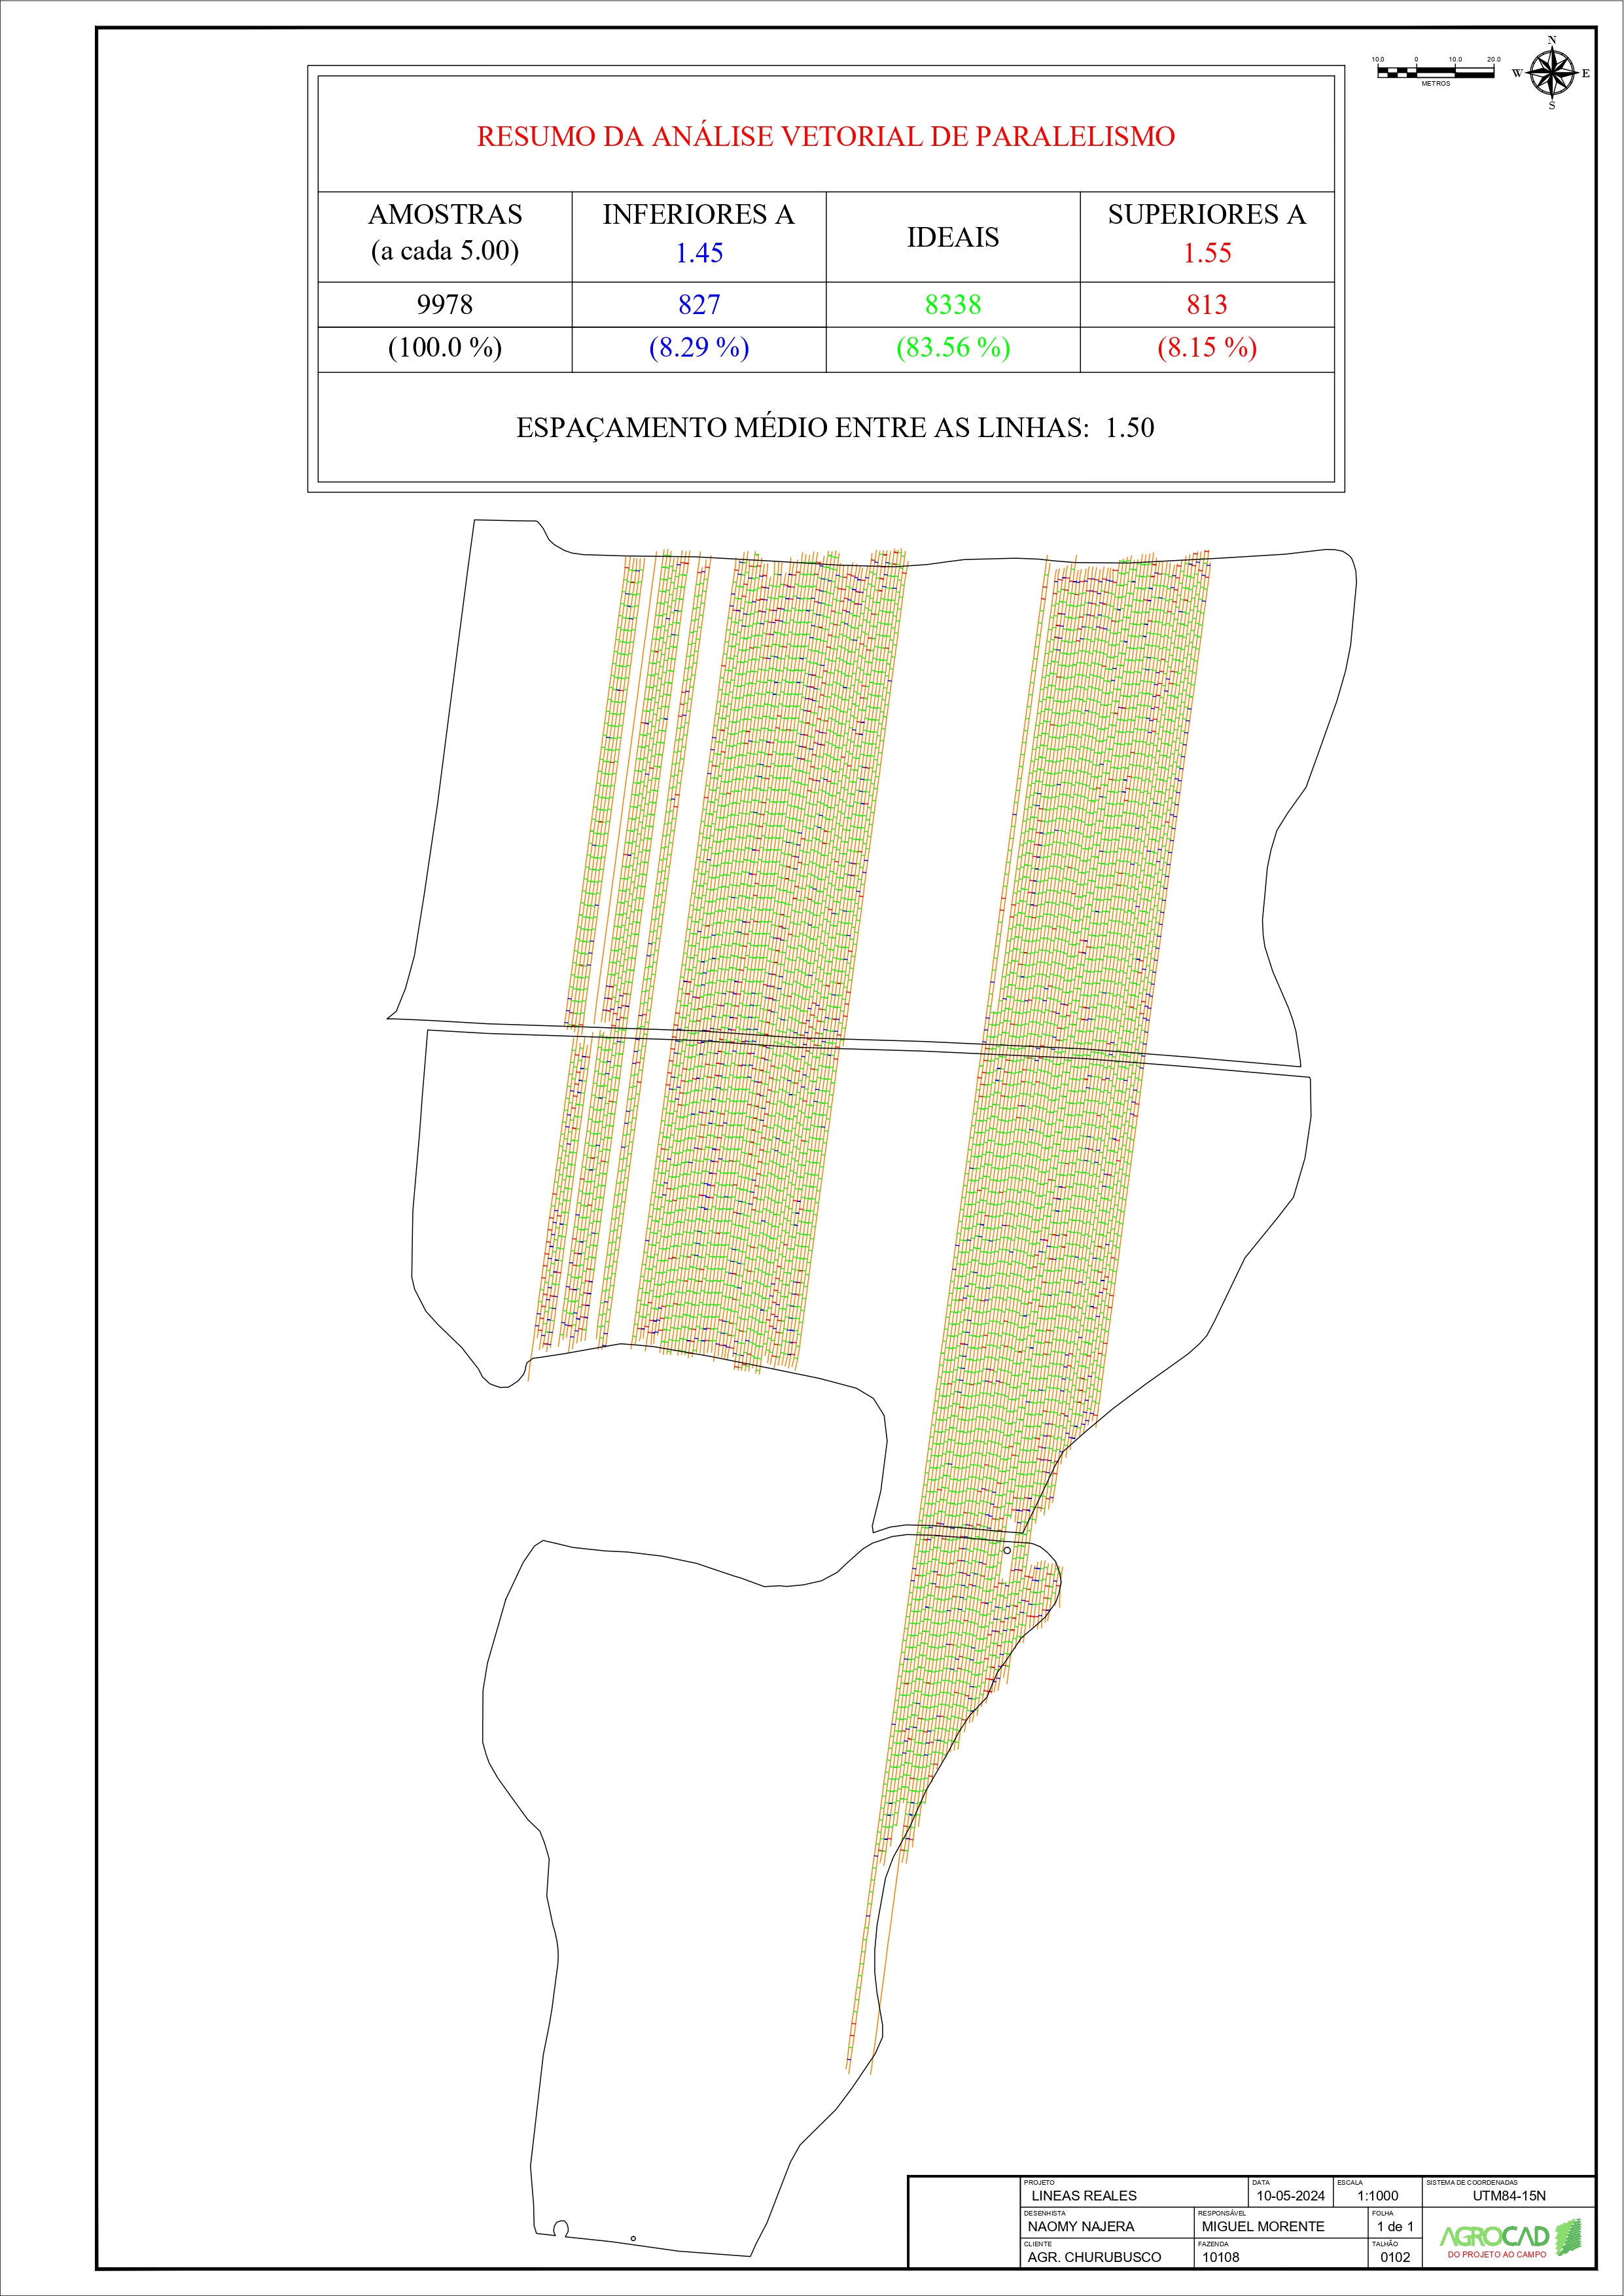 N
W E
S
10.0 0 10.0 20.0
METROS
RESUMO DA ANÁLISE VETORIAL DE PARALELISMO
AMOSTRAS
(a cada 5.00)
INFERIORES A
1.45
IDEAIS
SUPERIORES A
1.55
9978 827 8338 813
(100.0 %) (8.29 %) (83.56 %) (8.15 %)
ESPAÇAMENTO MÉDIO ENTRE AS LINHAS: 1.50
PROJETO
LINEAS REALES
DATA
10-05-2024
ESCALA
1:1000
SISTEMA DE COORDENADAS
UTM84-15N
DESENHISTA
NAOMY NAJERA
RESPONSÁVEL
MIGUEL MORENTE
FOLHA
1 de 1
CLIENTE
AGR. CHURUBUSCO
FAZENDA
10108
TALHÃO
0102
AGROCAD
DO PROJETO AO CAMPO